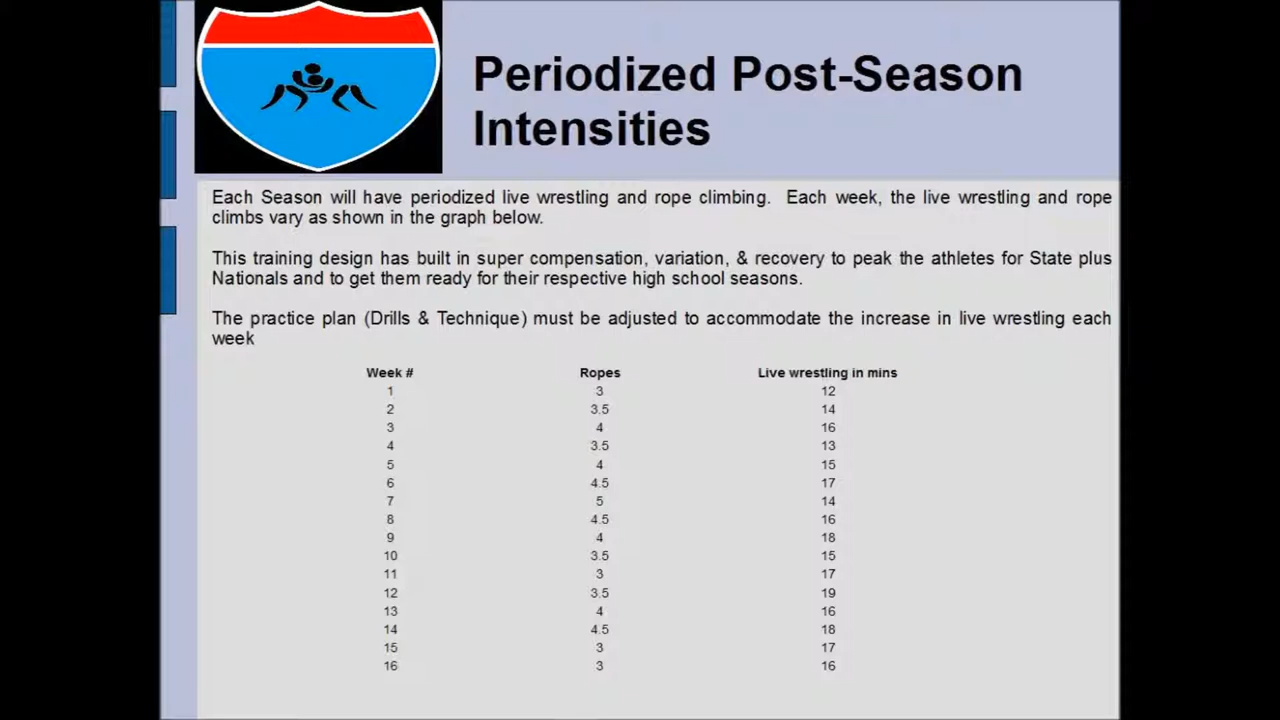 Periodized Post-Season
Intensities
Each Season will have periodized live wrestling and rope climbing. Each week, the live wrestling and rope
climbs vary as shown in the graph below.
This training design has built in super compensation, variation, & recovery to peak the athletes for State plus
Nationals and to get them ready for their respective high school seasons.
The practice plan (Drills & Technique) must be adjusted to accommodate the increase in live wrestling each
week
Week # Ropes Live wrestling in mins
1 3 12
2 3.5 14
3 4 16
4 3.5 13
5 4 15
6 4.5 17
7 5 14
8 4.5 16
9 4 18
10 3.5 15
11 3 17
12 3.5 19
13 4 16
14 4.5 18
15 3 17
16 3 16